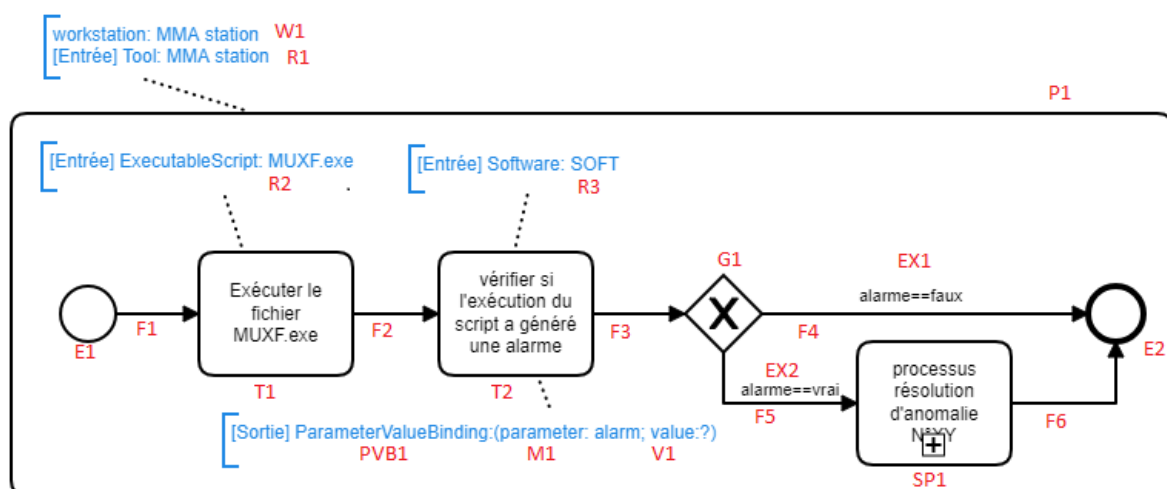 workstation: MMA station W1
[Entrée] Tool: MMA station R1
P1
[Entrée] ExecutableScript: MUXF.exe
R2
[Entrée] Software: SOFT
R3
E1
F1
Exécuter le
fichier
MUXF.exe
T1
F2
vérifier si
l'exécution du
script a généré
une alarme
T2
F3
G1
X
EX1
alarme==faux
F4
E2
EX2
alarme==vrai
F5
processus
résolution
d'anomalie
N°XY
SP1
F6
[Sortie] ParameterValueBinding:(parameter: alarm; value:?)
PVB1 M1 V1